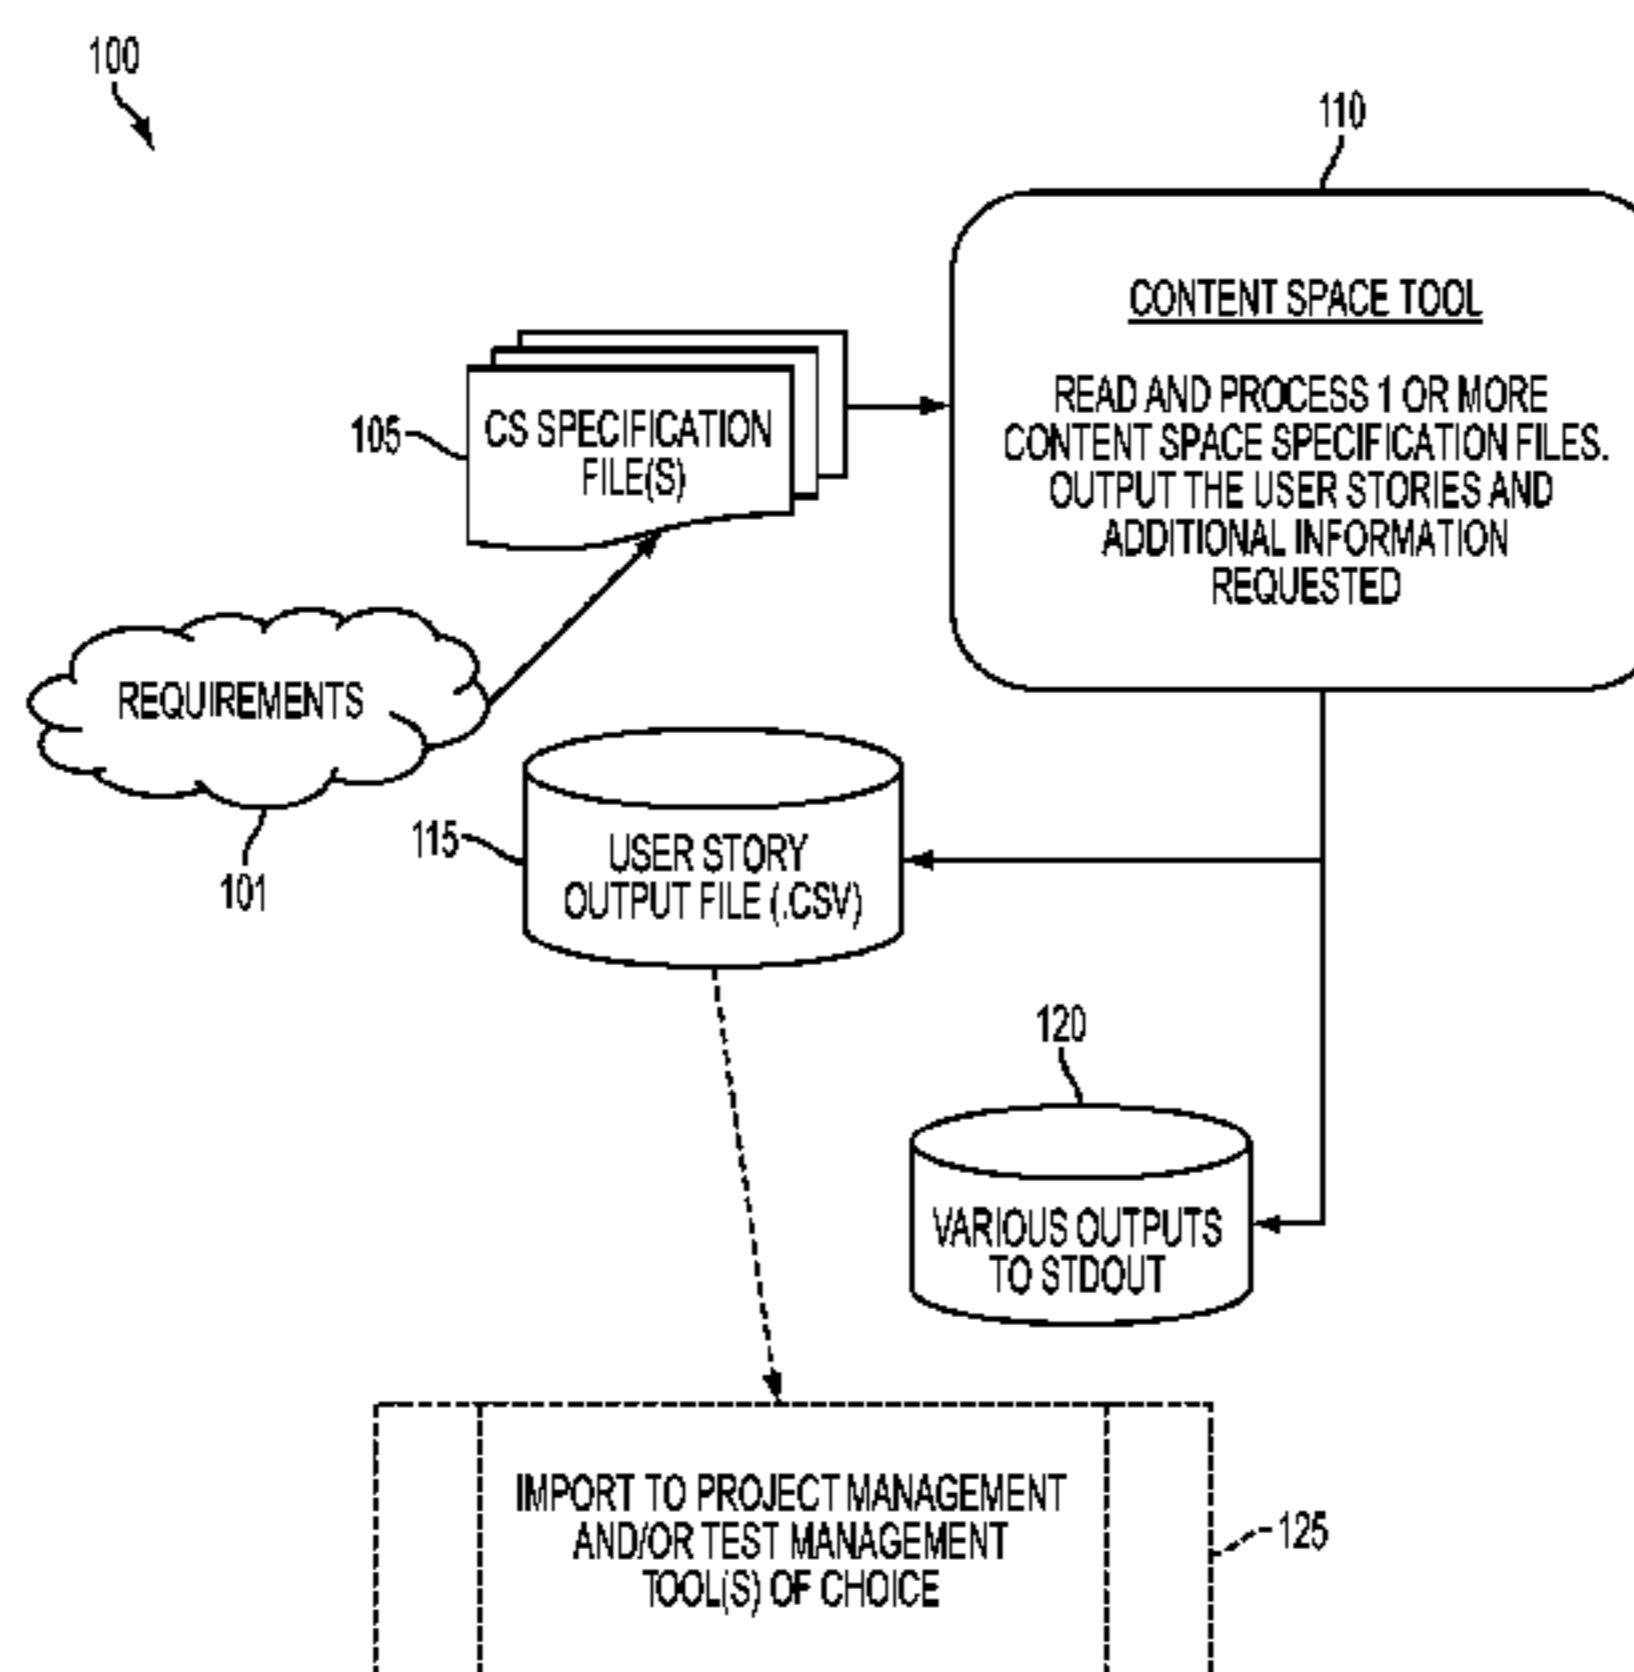 100
110
CONTENT SPACE TOOL
READ AND PROCESS 1 OR MORE
CONTENT SPACE SPECIFICATION FILES.
OUTPUT THE USER STORIES AND
ADDITIONAL INFORMATION
REQUESTED
105
CS SPECIFICATION
FILE(S)
REQUIREMENTS
101
115
USER STORY
OUTPUT FILE (.CSV)
120
VARIOUS OUTPUTS
TO STDOUT
IMPORT TO PROJECT MANAGEMENT
AND/OR TEST MANAGEMENT
TOOL(S) OF CHOICE
125